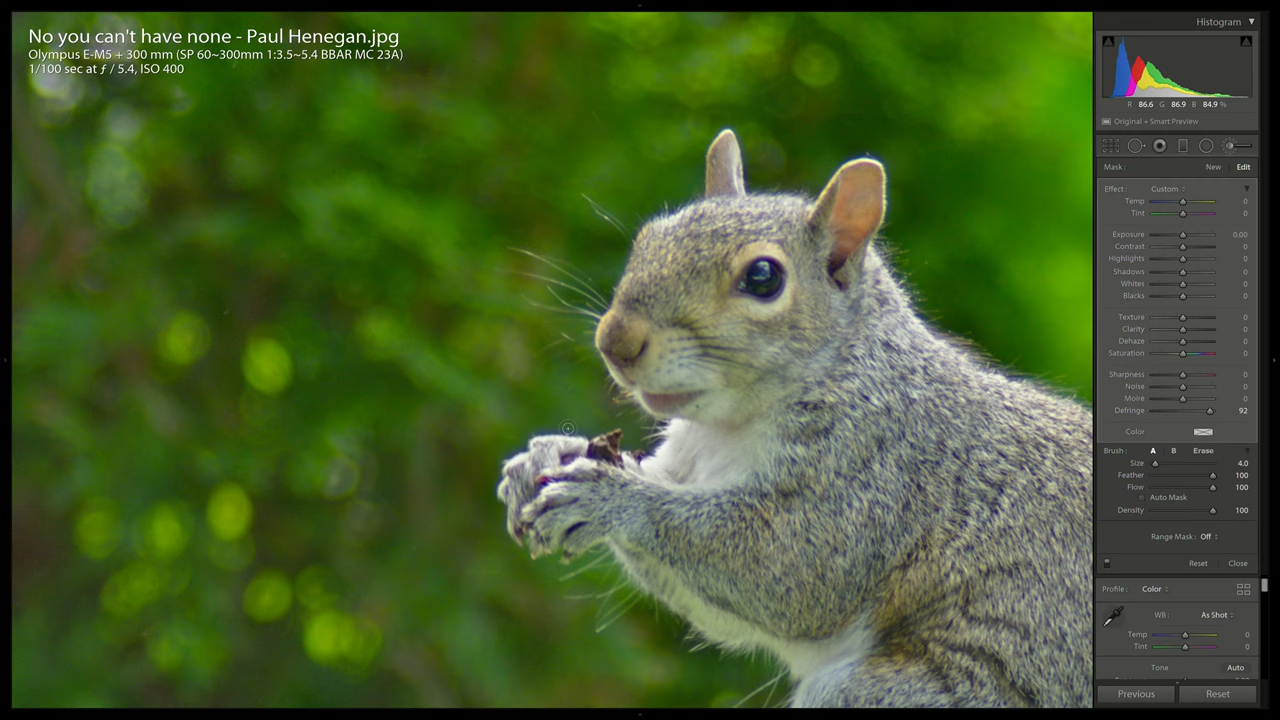 No you can't have none - Paul Henegan.jpg
Olympus E-M5 + 300 mm (SP 60~300mm 1:3.5~5.4 BBAR MC 23A)
1/100 sec at ƒ / 5.4, ISO 400
Histogram
R 86.6 G 86.9 B 84.9 %
Original + Smart Preview
Mask: New Edit
Effect: Custom
Temp 0
Tint 0
Exposure 0.00
Contrast 0
Highlights 0
Shadows 0
Whites 0
Blacks 0
Texture 0
Clarity 0
Dehaze 0
Saturation 0
Sharpness 0
Noise 0
Moire 0
Defringe 92
Color
Brush: A B Erase
Size 4.0
Feather 100
Flow 100
Auto Mask
Density 100
Range Mask: Off
Reset Close
Profile: Color
WB: As Shot
Temp 0
Tint 0
Tone Auto
Previous Reset